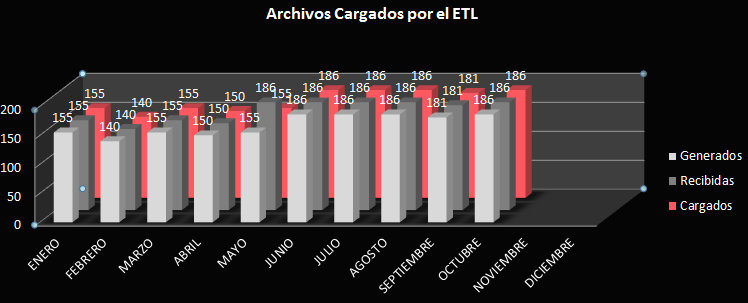 Archivos Cargados por el ETL
155 140 155 150 155 186 186 186 181 186
155 140 155 150 186 186 186 186 181 186
155 140 155 150 155 186 186 186 181 186
200
150
100
50
0
ENERO
FEBRERO
MARZO
ABRIL
MAYO
JUNIO
JULIO
AGOSTO
SEPTIEMBRE
OCTUBRE
NOVIEMBRE
DICIEMBRE
Generados
Recibidas
Cargados